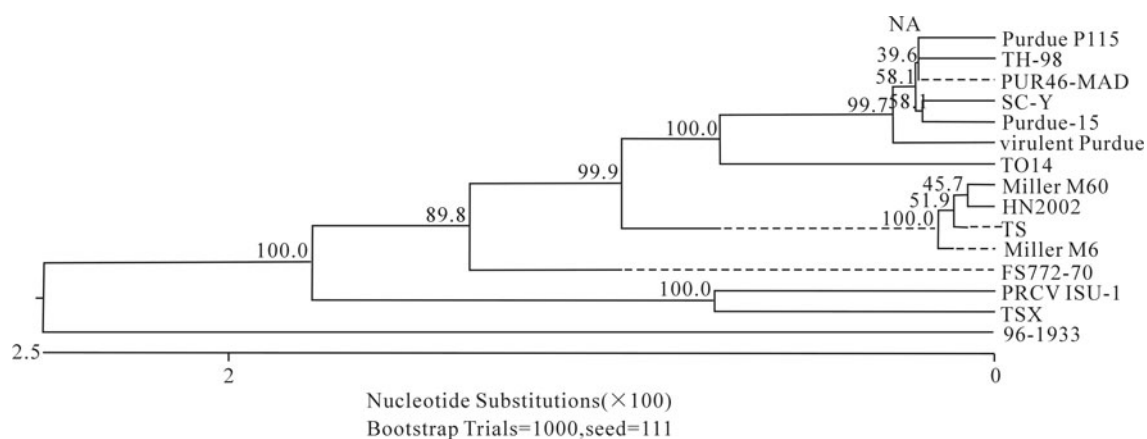 NA
Purdue P115
39.6
TH-98
58.1
PUR46-MAD
99.7
58.1
SC-Y
Purdue-15
100.0
virulent Purdue
TO14
99.9
45.7
Miller M60
51.9
HN2002
89.8
100.0
TS
100.0
Miller M6
FS772-70
100.0
PRCV ISU-1
TSX
96-1933
2.5
2
0
Nucleotide Substitutions(×100)
Bootstrap Trials=1000,seed=111